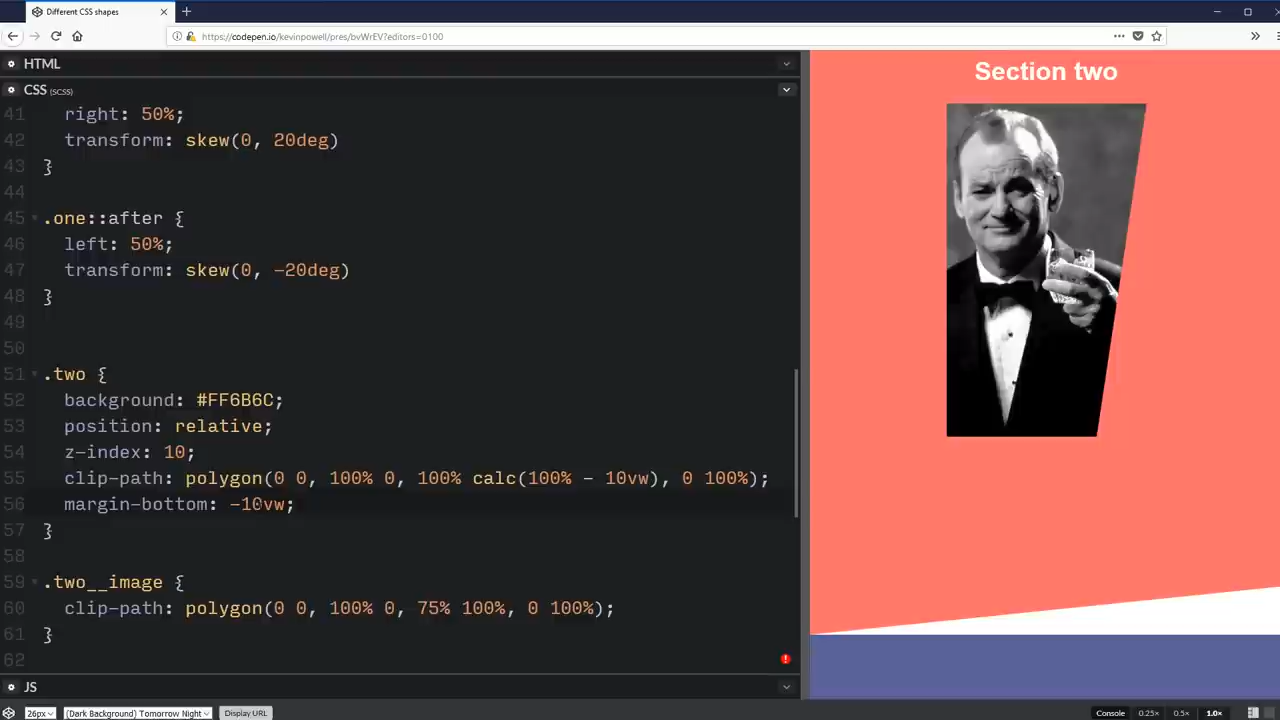 Different CSS shapes
https://codepen.io/kevinpowell/pres/bvWrEV?editors=0100
HTML
CSS (SCSS)
41 right: 50%;
42 transform: skew(0, 20deg)
43 }
44
45 .one::after {
46 left: 50%;
47 transform: skew(0, -20deg)
48 }
49
50
51 .two {
52 background: #FF6B6C;
53 position: relative;
54 z-index: 10;
55 clip-path: polygon(0 0, 100% 0, 100% calc(100% - 10vw), 0 100%);
56 margin-bottom: -10vw;
57 }
58
59 .two__image {
60 clip-path: polygon(0 0, 100% 0, 75% 100%, 0 100%);
61 }
62
JS
Section two
26px
(Dark Background) Tomorrow Night
Display URL
Console 0.25× 0.5× 1.0×